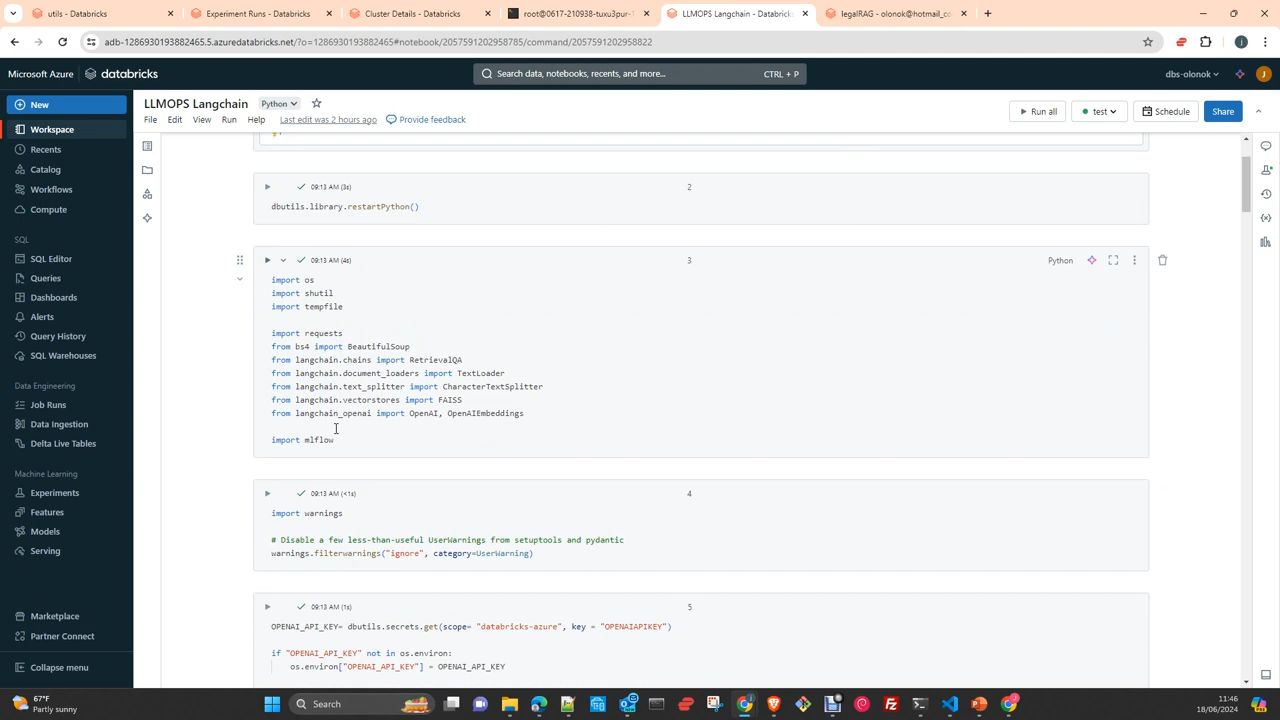 utils - Databricks
Experiment Runs - Databricks
Cluster Details - Databricks
root@0617-210938-tuxu3pur-1
LLMOPS Langchain - Databricks
legalRAG - olonok@hotmail_co
adb-1286930193882465.5.azuredatabricks.net/?o=1286930193882465#notebook/2057591202958785/command/2057591202958822
Microsoft Azure
databricks
Search data, notebooks, recents, and more...
CTRL + P
dbs-olonok
J
New
Workspace
Recents
Catalog
Workflows
Compute
SQL
SQL Editor
Queries
Dashboards
Alerts
Query History
SQL Warehouses
Data Engineering
Job Runs
Data Ingestion
Delta Live Tables
Machine Learning
Experiments
Features
Models
Serving
Marketplace
Partner Connect
Collapse menu
LLMOPS Langchain
Python
File Edit View Run Help
Last edit was 2 hours ago
Provide feedback
Run all
test
Schedule
Share
09:13 AM (3s)
2
dbutils.library.restartPython()
09:13 AM (4s)
3
Python
import os
import shutil
import tempfile
import requests
from bs4 import BeautifulSoup
from langchain.chains import RetrievalQA
from langchain.document_loaders import TextLoader
from langchain.text_splitter import CharacterTextSplitter
from langchain.vectorstores import FAISS
from langchain_openai import OpenAI, OpenAIEmbeddings
import mlflow
09:13 AM (<1s)
4
import warnings
# Disable a few less-than-useful UserWarnings from setuptools and pydantic
warnings.filterwarnings("ignore", category=UserWarning)
09:13 AM (1s)
5
OPENAI_API_KEY= dbutils.secrets.get(scope= "databricks-azure", key = "OPENAIAPIKEY")
if "OPENAI_API_KEY" not in os.environ:
os.environ["OPENAI_API_KEY"] = OPENAI_API_KEY
67°F
Partly sunny
Search
11:46
18/06/2024